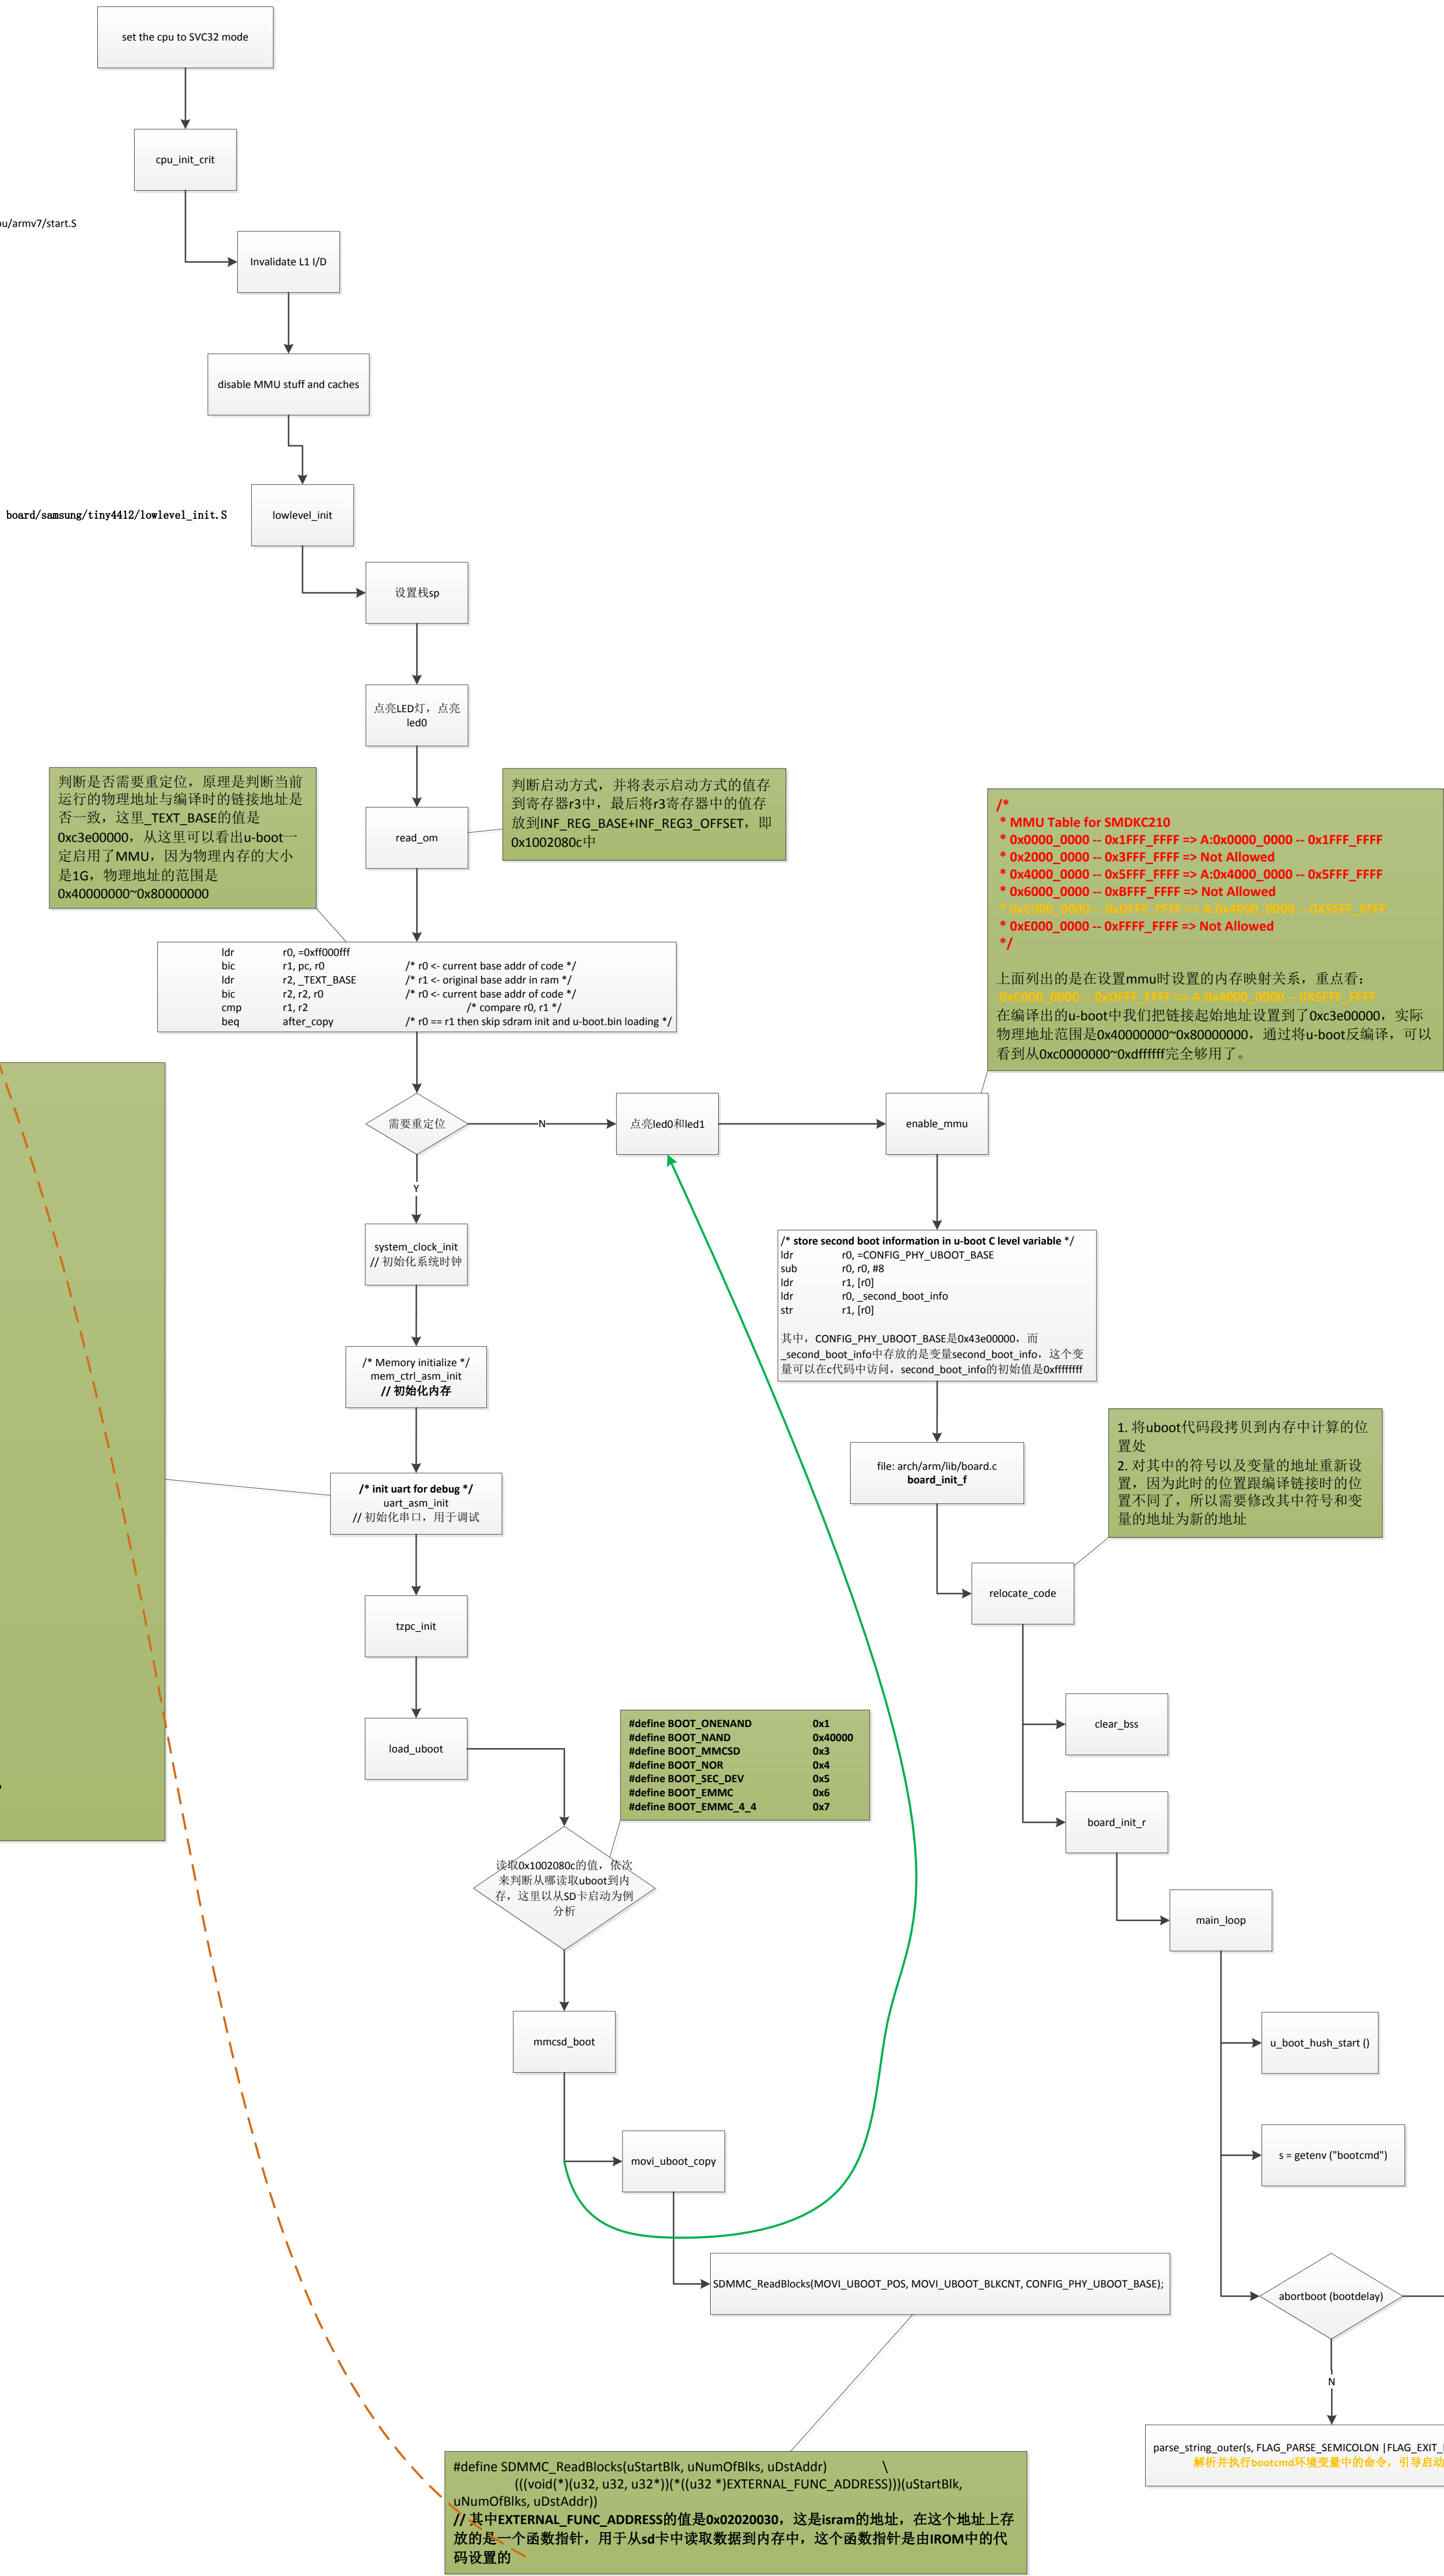 set the cpu to SVC32 mode
cpu_init_crit
pu/armv7/start.S
Invalidate L1 I/D
disable MMU stuff and caches
board/samsung/tiny4412/lowlevel_init.S
lowlevel_init
设置栈sp
点亮LED灯，点亮
led0
判断是否需要重定位，原理是判断当前
运行的物理地址与编译时的链接地址是
否一致，这里_TEXT_BASE的值是
0xc3e00000，从这里可以看出u-boot一
定启用了MMU，因为物理内存的大小
是1G，物理地址的范围是
0x40000000~0x80000000
read_om
判断启动方式，并将表示启动方式的值存
到寄存器r3中，最后将r3寄存器中的值存
放到INF_REG_BASE+INF_REG3_OFFSET，即
0x1002080c中
/*
* MMU Table for SMDKC210
* 0x0000_0000 -- 0x1FFF_FFFF => A:0x0000_0000 -- 0x1FFF_FFFF
* 0x2000_0000 -- 0x3FFF_FFFF => Not Allowed
* 0x4000_0000 -- 0x5FFF_FFFF => A:0x4000_0000 -- 0x5FFF_FFFF
* 0x6000_0000 -- 0xBFFF_FFFF => Not Allowed
* 0xC000_0000 -- 0xDFFF_FFFF => A:0x4000_0000 -- 0X5FFF_FFFF
* 0xE000_0000 -- 0xFFFF_FFFF => Not Allowed
*/
上面列出的是在设置mmu时设置的内存映射关系，重点看：
0xC000_0000 -- 0xDFFF_FFFF => A:0x4000_0000 -- 0X5FFF_FFFF
在编译出的u-boot中我们把链接起始地址设置到了0xc3e00000，实际
物理地址范围是0x40000000~0x80000000，通过将u-boot反编译，可以
看到从0xc0000000~0xdffffff完全够用了。
ldr r0, =0xff000fff
bic r1, pc, r0 /* r0 <- current base addr of code */
ldr r2, _TEXT_BASE /* r1 <- original base addr in ram */
bic r2, r2, r0 /* r0 <- current base addr of code */
cmp r1, r2 /* compare r0, r1 */
beq after_copy /* r0 == r1 then skip sdram init and u-boot.bin loading */
需要重定位
N
点亮led0和led1
enable_mmu
Y
system_clock_init
// 初始化系统时钟
/* store second boot information in u-boot C level variable */
ldr r0, =CONFIG_PHY_UBOOT_BASE
sub r0, r0, #8
ldr r1, [r0]
ldr r0, _second_boot_info
str r1, [r0]
其中，CONFIG_PHY_UBOOT_BASE是0x43e00000，而
_second_boot_info中存放的是变量second_boot_info，这个变
量可以在c代码中访问，second_boot_info的初始值是0xffffffff
/* Memory initialize */
mem_ctrl_asm_init
// 初始化内存
file: arch/arm/lib/board.c
board_init_f
1. 将uboot代码段拷贝到内存中计算的位
置处
2. 对其中的符号以及变量的地址重新设
置，因为此时的位置跟编译链接时的位
置不同了，所以需要修改其中符号和变
量的地址为新的地址
/* init uart for debug */
uart_asm_init
// 初始化串口，用于调试
relocate_code
tzpc_init
load_uboot
clear_bss
#define BOOT_ONENAND 0x1
#define BOOT_NAND 0x40000
#define BOOT_MMCSD 0x3
#define BOOT_NOR 0x4
#define BOOT_SEC_DEV 0x5
#define BOOT_EMMC 0x6
#define BOOT_EMMC_4_4 0x7
board_init_r
读取0x1002080c的值，依次
来判断从哪读取uboot到内
存，这里以从SD卡启动为例
分析
main_loop
mmcsd_boot
u_boot_hush_start ()
movi_uboot_copy
s = getenv ("bootcmd")
SDMMC_ReadBlocks(MOVI_UBOOT_POS, MOVI_UBOOT_BLKCNT, CONFIG_PHY_UBOOT_BASE);
abortboot (bootdelay)
N
parse_string_outer(s, FLAG_PARSE_SEMICOLON |FLAG_EXIT_
解析并执行bootcmd环境变量中的命令，引导启动
#define SDMMC_ReadBlocks(uStartBlk, uNumOfBlks, uDstAddr) \
(((void(*)(u32, u32, u32*))(*((u32 *)EXTERNAL_FUNC_ADDRESS)))(uStartBlk,
uNumOfBlks, uDstAddr))
// 其中EXTERNAL_FUNC_ADDRESS的值是0x02020030，这是isram的地址，在这个地址上存
放的是一个函数指针，用于从sd卡中读取数据到内存中，这个函数指针是由IROM中的代
码设置的